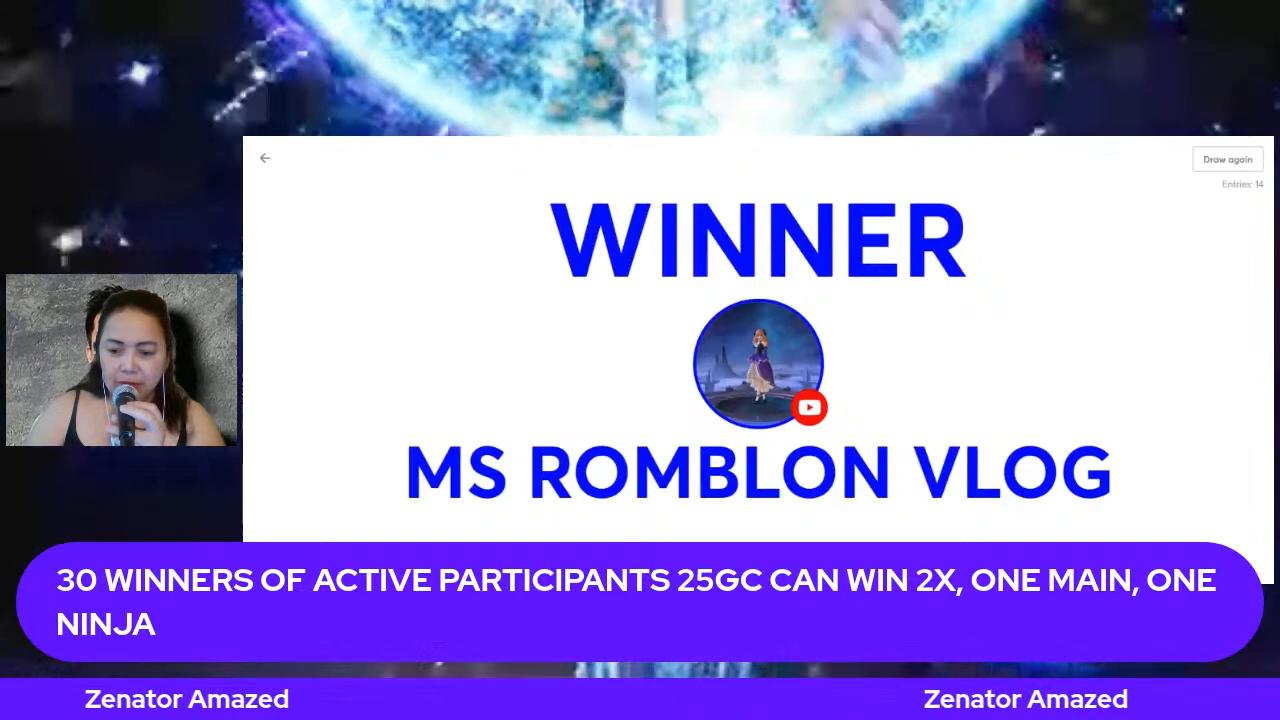 Draw again
Entries: 14
WINNER
MS ROMBLON VLOG
30 WINNERS OF ACTIVE PARTICIPANTS 25GC CAN WIN 2X, ONE MAIN, ONE
NINJA
Zenator Amazed
Zenator Amazed